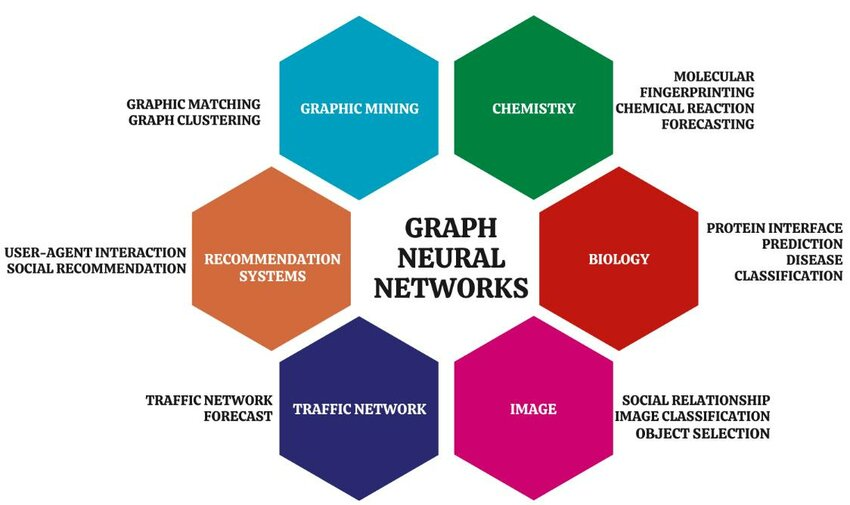 GRAPHIC MATCHING
GRAPH CLUSTERING
GRAPHIC MINING
CHEMISTRY
MOLECULAR
FINGERPRINTING
CHEMICAL REACTION
FORECASTING
USER-AGENT INTERACTION
SOCIAL RECOMMENDATION
RECOMMENDATION
SYSTEMS
GRAPH
NEURAL
NETWORKS
BIOLOGY
PROTEIN INTERFACE
PREDICTION
DISEASE
CLASSIFICATION
TRAFFIC NETWORK
FORECAST
TRAFFIC NETWORK
IMAGE
SOCIAL RELATIONSHIP
IMAGE CLASSIFICATION
OBJECT SELECTION